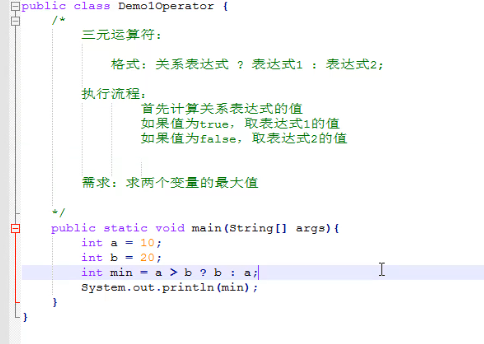 public class Demo1Operator {
/*
三元运算符:
格式: 关系表达式 ? 表达式1 : 表达式2;
执行流程:
首先计算关系表达式的值
如果值为true, 取表达式1的值
如果值为false, 取表达式2的值
需求: 求两个变量的最大值
*/
public static void main(String[] args){
int a = 10;
int b = 20;
int min = a > b ? b : a;
System.out.println(min);
}
}